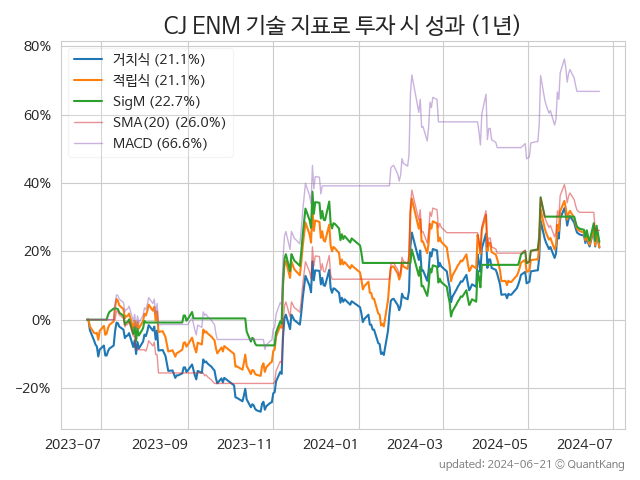 CJ ENM 기술 지표로 투자 시 성과 (1년)
80%
60%
40%
20%
0%
−20%
거치식 (21.1%)
적립식 (21.1%)
SigM (22.7%)
SMA(20) (26.0%)
MACD (66.6%)
2023-07
2023-09
2023-11
2024-01
2024-03
2024-05
2024-07
updated: 2024-06-21 © QuantKang